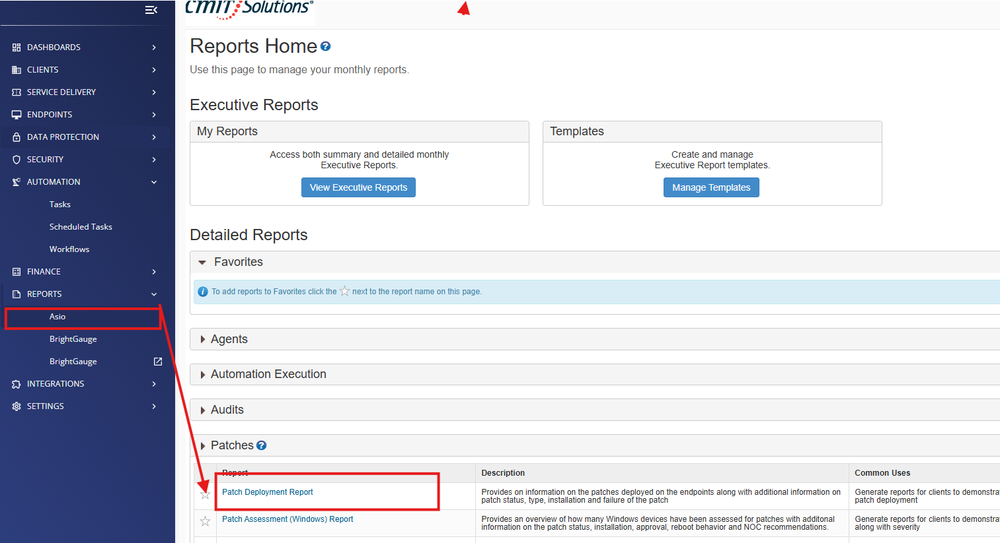 CMIT Solutions®
DASHBOARDS
CLIENTS
SERVICE DELIVERY
ENDPOINTS
DATA PROTECTION
SECURITY
AUTOMATION
Tasks
Scheduled Tasks
Workflows
FINANCE
REPORTS
Asio
BrightGauge
BrightGauge
INTEGRATIONS
SETTINGS
Reports Home ?
Use this page to manage your monthly reports.
Executive Reports
My Reports
Access both summary and detailed monthly
Executive Reports.
View Executive Reports
Templates
Create and manage
Executive Report templates.
Manage Templates
Detailed Reports
Favorites
i To add reports to Favorites click the ☆ next to the report name on this page.
Agents
Automation Execution
Audits
Patches ?
Report Description Common Uses
Patch Deployment Report
Provides on information on the patches deployed on the endpoints along with additional information on
patch status, type, installation and failure of the patch
Generate reports for clients to demonstra
patch deployment
Patch Assessment (Windows) Report
Provides an overview of how many Windows devices have been assessed for patches with additonal
information on the patch status, installation, approval, reboot behavior and NOC recommendations.
Generate reports for clients to demonstra
along with severity